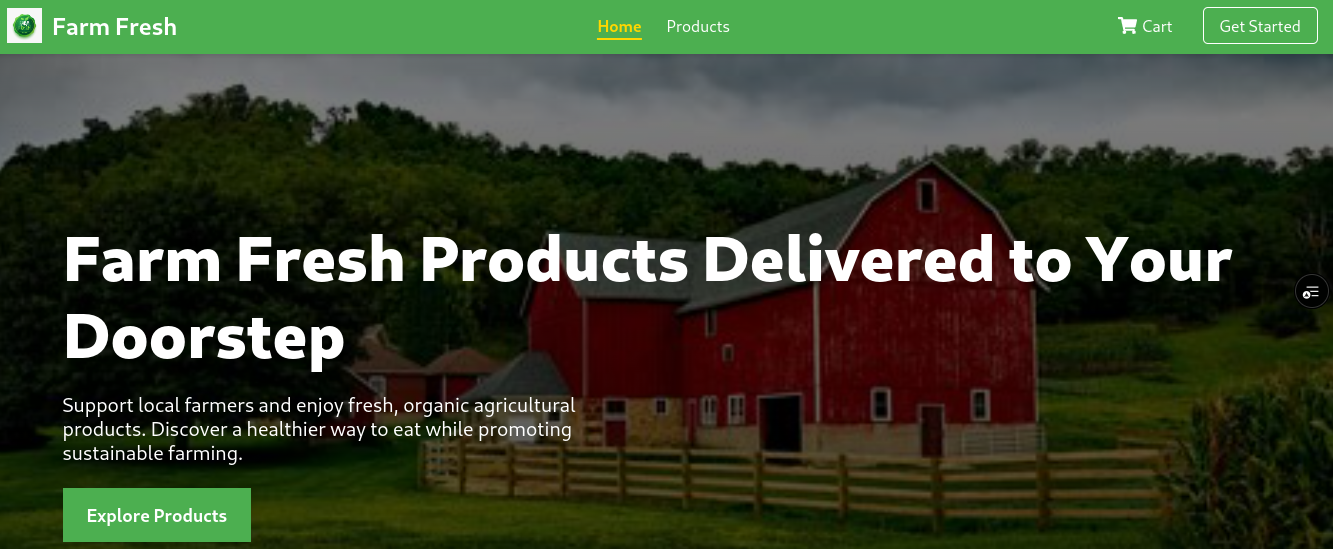 Farm Fresh
Home
Products
Cart
Get Started
Farm Fresh Products Delivered to Your
Doorstep
Support local farmers and enjoy fresh, organic agricultural
products. Discover a healthier way to eat while promoting
sustainable farming.
Explore Products